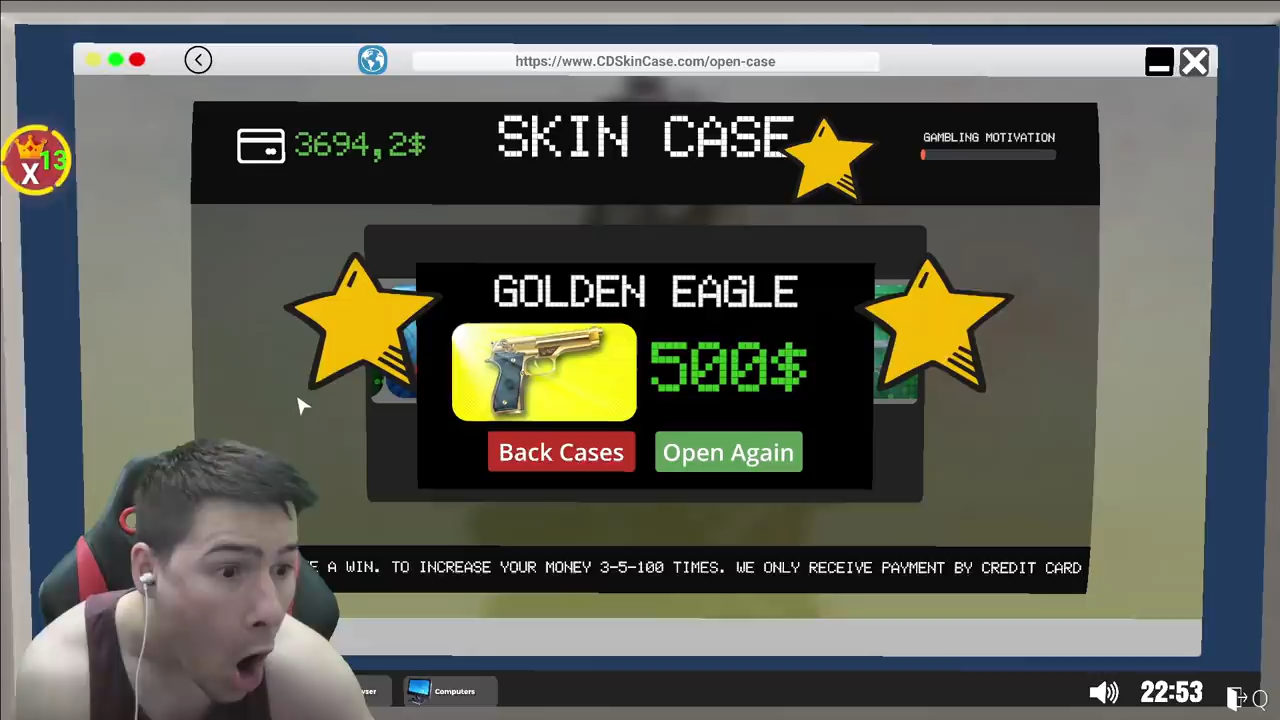 https://www.CDSkinCase.com/open-case
3694,2$
SKIN CASE
GAMBLING MOTIVATION
13
X
GOLDEN EAGLE
500$
Back Cases
Open Again
E A WIN. TO INCREASE YOUR MONEY 3-5-100 TIMES. WE ONLY RECEIVE PAYMENT BY CREDIT CARD
Computers
22:53
Q